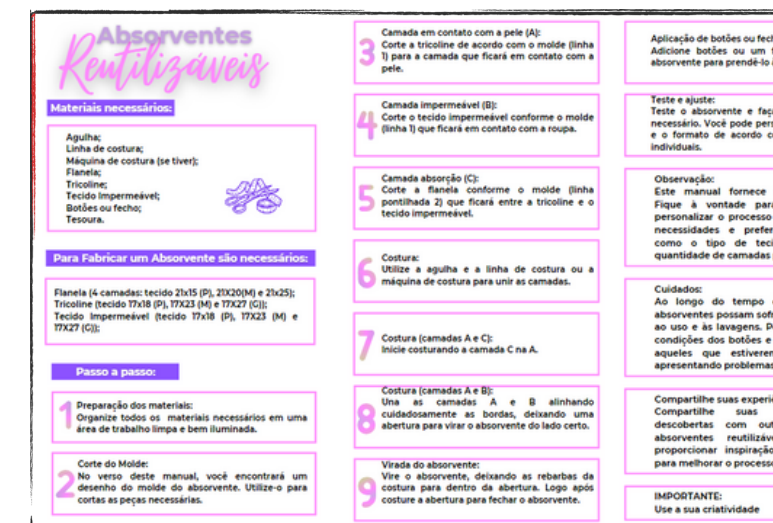 Absorventes
Reutilizáveis
Materiais necessários:
Agulha;
Linha de costura;
Máquina de costura (se tiver);
Flanela;
Tricoline;
Tecido Impermeável;
Botões ou fecho;
Tesoura.
Para Fabricar um Absorvente são necessários:
Flanela (4 camadas: tecido 21x15 (P), 21X20(M) e 21x25);
Tricoline (tecido 17x18 (P), 17X23 (M) e 17X27 (G));
Tecido Impermeável (tecido 17x18 (P), 17X23 (M) e
17X27 (G));
Passo a passo:
1 Preparação dos materiais:
Organize todos os materiais necessários em uma
área de trabalho limpa e bem iluminada.
2 Corte do Molde:
No verso deste manual, você encontrará um
desenho do molde do absorvente. Utilize-o para
cortas as peças necessárias.
3 Camada em contato com a pele (A):
Corte a tricoline de acordo com o molde (linha
1) para a camada que ficará em contato com a
pele.
4 Camada impermeável (B):
Corte o tecido impermeável conforme o molde
(linha 1) que ficará em contato com a roupa.
5 Camada absorção (C):
Corte a flanela conforme o molde (linha
pontilhada 2) que ficará entre a tricoline e o
tecido impermeável.
6 Costura:
Utilize a agulha e a linha de costura ou a
máquina de costura para unir as camadas.
7 Costura (camadas A e C):
Inicie costurando a camada C na A.
8 Costura (camadas A e B):
Una as camadas A e B alinhando
cuidadosamente as bordas, deixando uma
abertura para virar o absorvente do lado certo.
9 Virada do absorvente:
Vire o absorvente, deixando as rebarbas da
costura para dentro da abertura. Logo após
costure a abertura para fechar o absorvente.
Aplicação de botões ou fech
Adicione botões ou um
absorvente para prendê-lo
Teste e ajuste:
Teste o absorvente e faça
necessário. Você pode pers
e o formato de acordo c
individuais.
Observação:
Este manual fornece
Fique à vontade para
personalizar o processo
necessidades e prefer
como o tipo de teci
quantidade de camadas
Cuidados:
Ao longo do tempo
absorventes possam sofr
ao uso e às lavagens. P
condições dos botões e
aqueles que estiverem
apresentando problemas
Compartilhe suas experiê
Compartilhe suas
descobertas com out
absorventes reutilizáve
proporcionar inspiração
para melhorar o processo
IMPORTANTE:
Use a sua criatividade